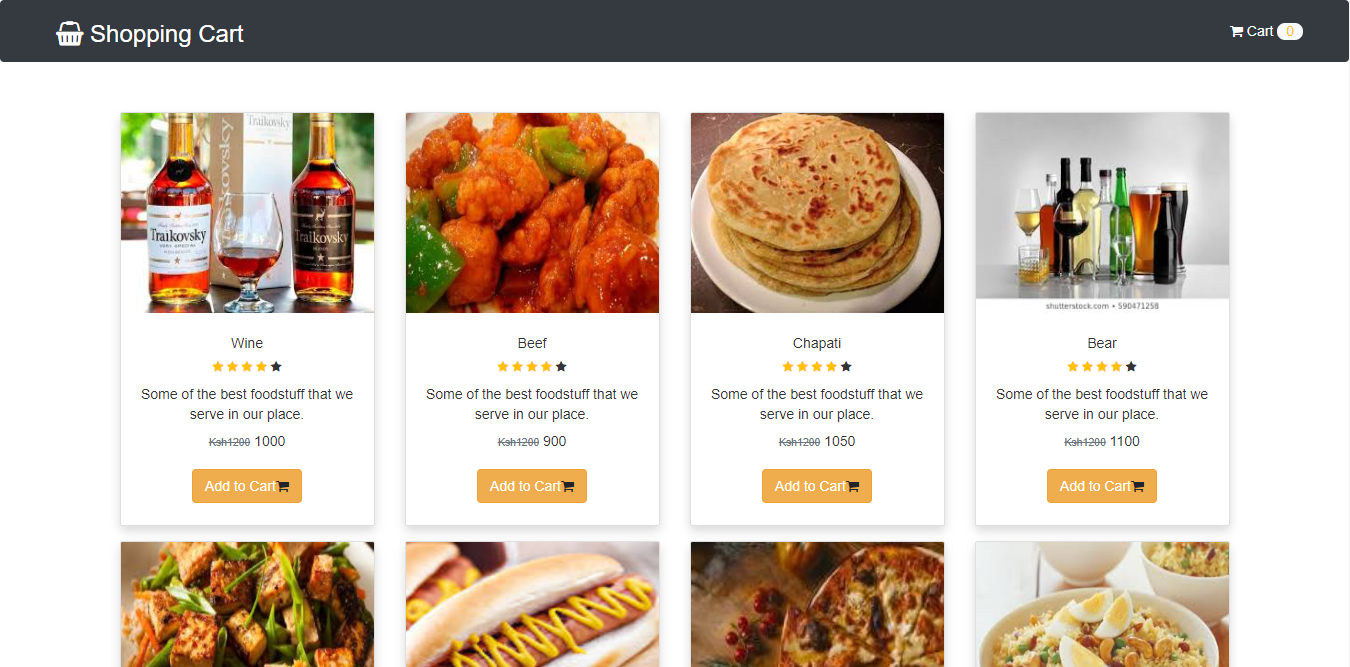 Shopping Cart
Cart 0
Traikovsky
Traikovsky
Traikovsky
Traikovsky
shutterstock.com • 590471258
Wine
Some of the best foodstuff that we
serve in our place.
Ksh1200 1000
Add to Cart
Beef
Some of the best foodstuff that we
serve in our place.
Ksh1200 900
Add to Cart
Chapati
Some of the best foodstuff that we
serve in our place.
Ksh1200 1050
Add to Cart
Bear
Some of the best foodstuff that we
serve in our place.
Ksh1200 1100
Add to Cart